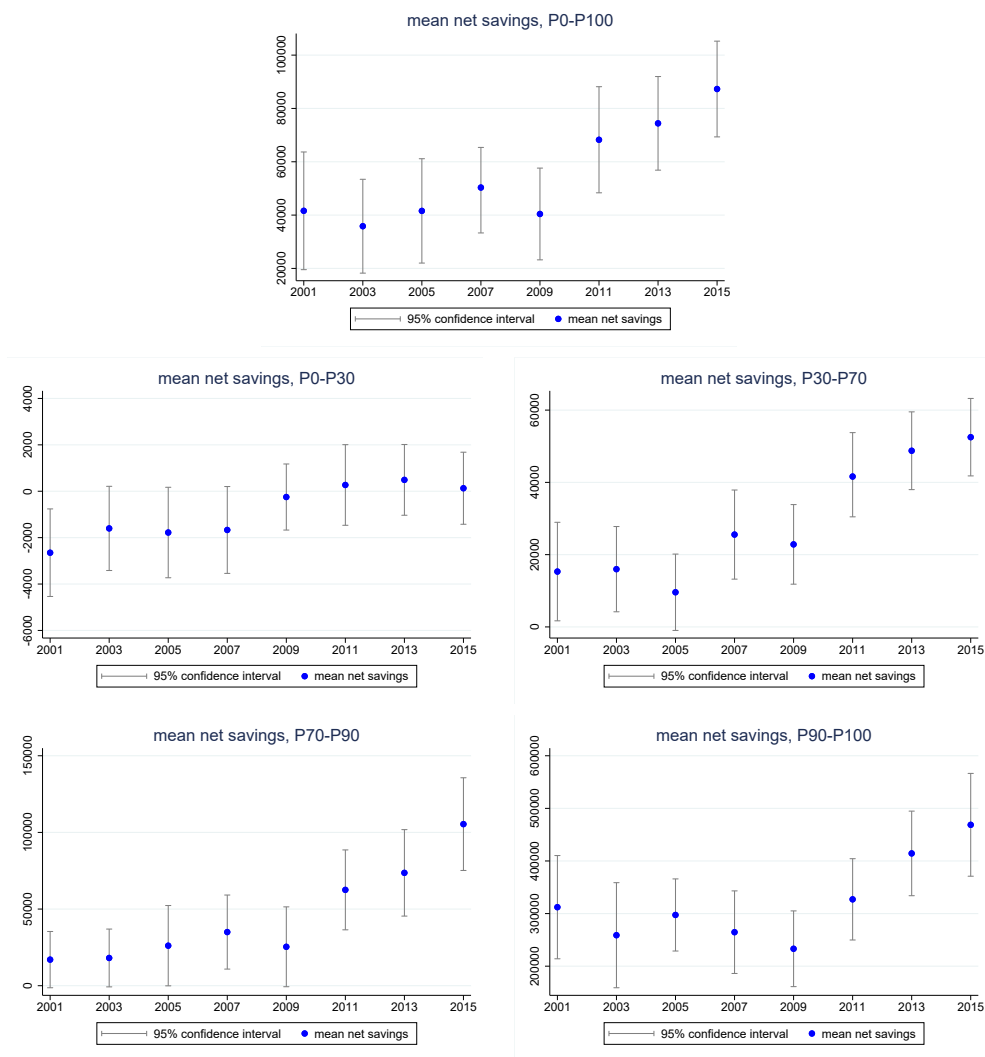 mean net savings, P0-P100
100000
80000
60000
40000
20000
2001 2003 2005 2007 2009 2011 2013 2015
95% confidence interval mean net savings
mean net savings, P0-P30
4000
2000
0
-2000
-4000
-6000
2001 2003 2005 2007 2009 2011 2013 2015
95% confidence interval mean net savings
mean net savings, P30-P70
60000
40000
20000
0
2001 2003 2005 2007 2009 2011 2013 2015
95% confidence interval mean net savings
mean net savings, P70-P90
150000
100000
50000
0
2001 2003 2005 2007 2009 2011 2013 2015
95% confidence interval mean net savings
mean net savings, P90-P100
600000
500000
400000
300000
200000
2001 2003 2005 2007 2009 2011 2013 2015
95% confidence interval mean net savings